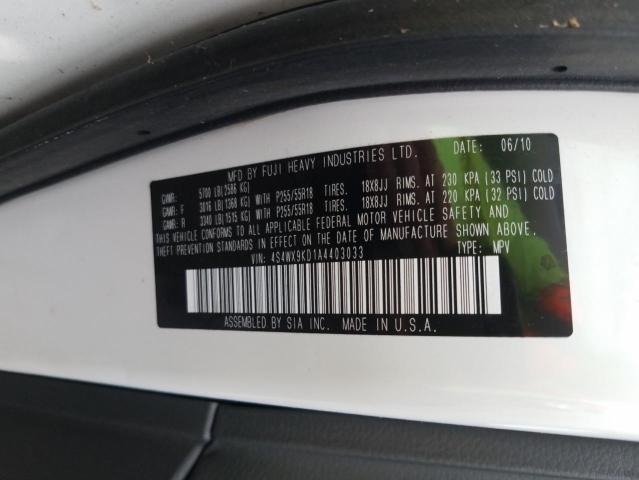 MFD BY FUJI HEAVY INDUSTRIES LTD. DATE: 06/10
GVWR: 5700 LB(2586 KG)
GAWR: F 3016 LB(1368 KG) WITH P255/55R18 TIRES. 18X8JJ RIMS. AT 230 KPA (33 PSI) COLD
GAWR: R 3340 LB(1515 KG) WITH P255/55R18 TIRES. 18X8JJ RIMS. AT 220 KPA (32 PSI) COLD
THIS VEHICLE CONFORMS TO ALL APPLICABLE FEDERAL MOTOR VEHICLE SAFETY AND
THEFT PREVENTION STANDARDS IN EFFECT ON THE DATE OF MANUFACTURE SHOWN ABOVE.
VIN: 4S4WX9KD1A4403033 TYPE: MPV
ASSEMBLED BY SIA INC. MADE IN U.S.A.